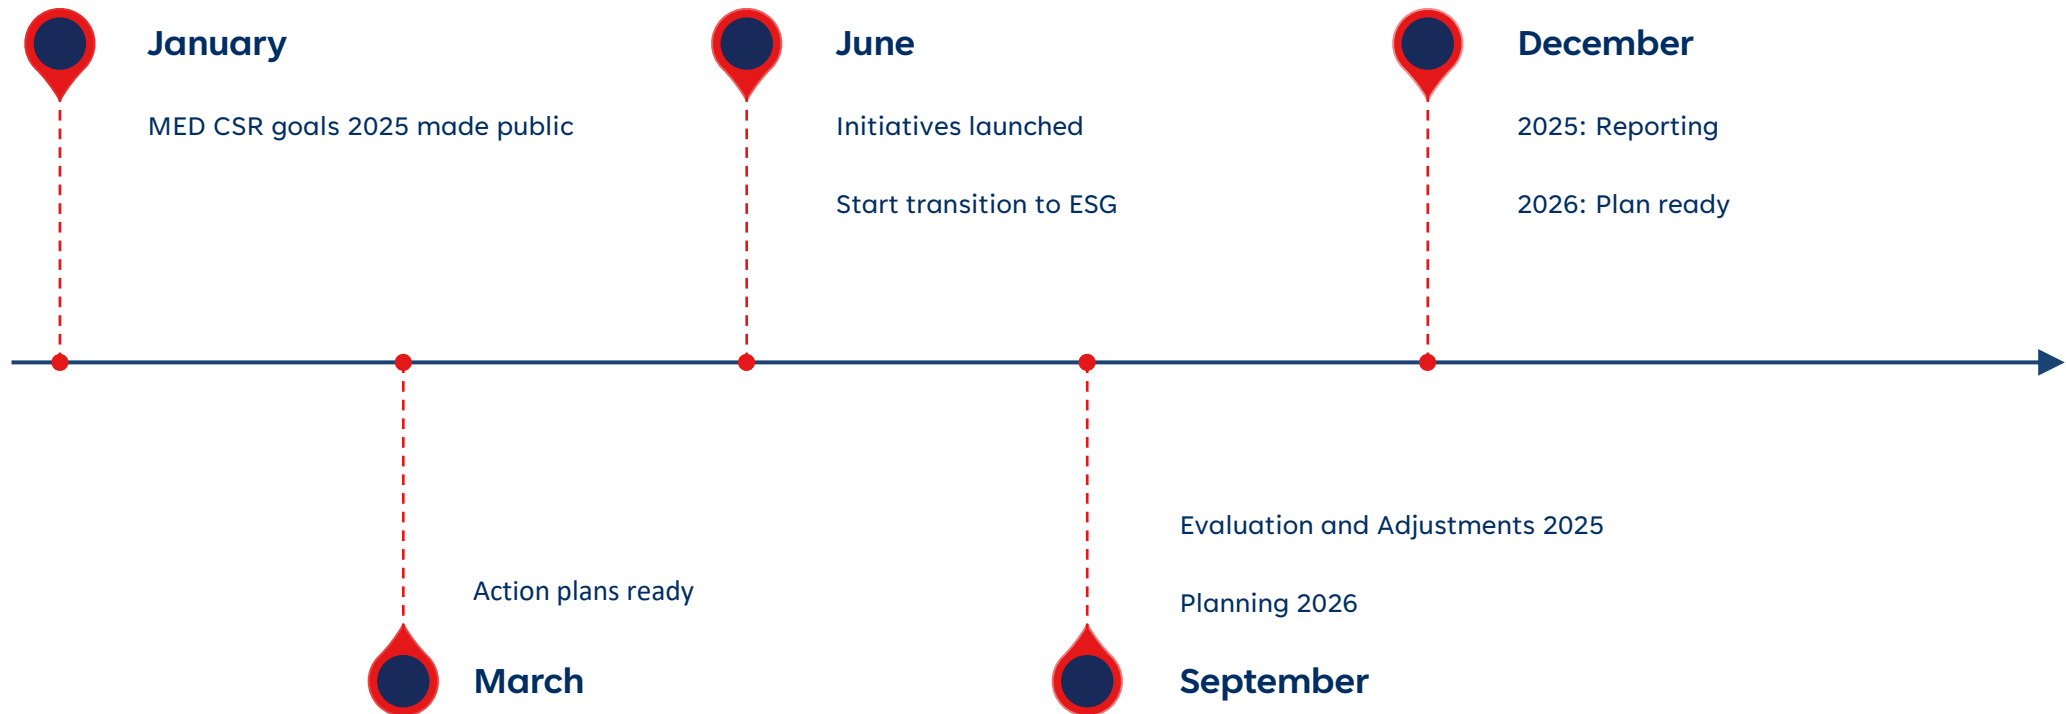 January
MED CSR goals 2025 made public
June
Initiatives launched
Start transition to ESG
December
2025: Reporting
2026: Plan ready
Action plans ready
March
Evaluation and Adjustments 2025
Planning 2026
September